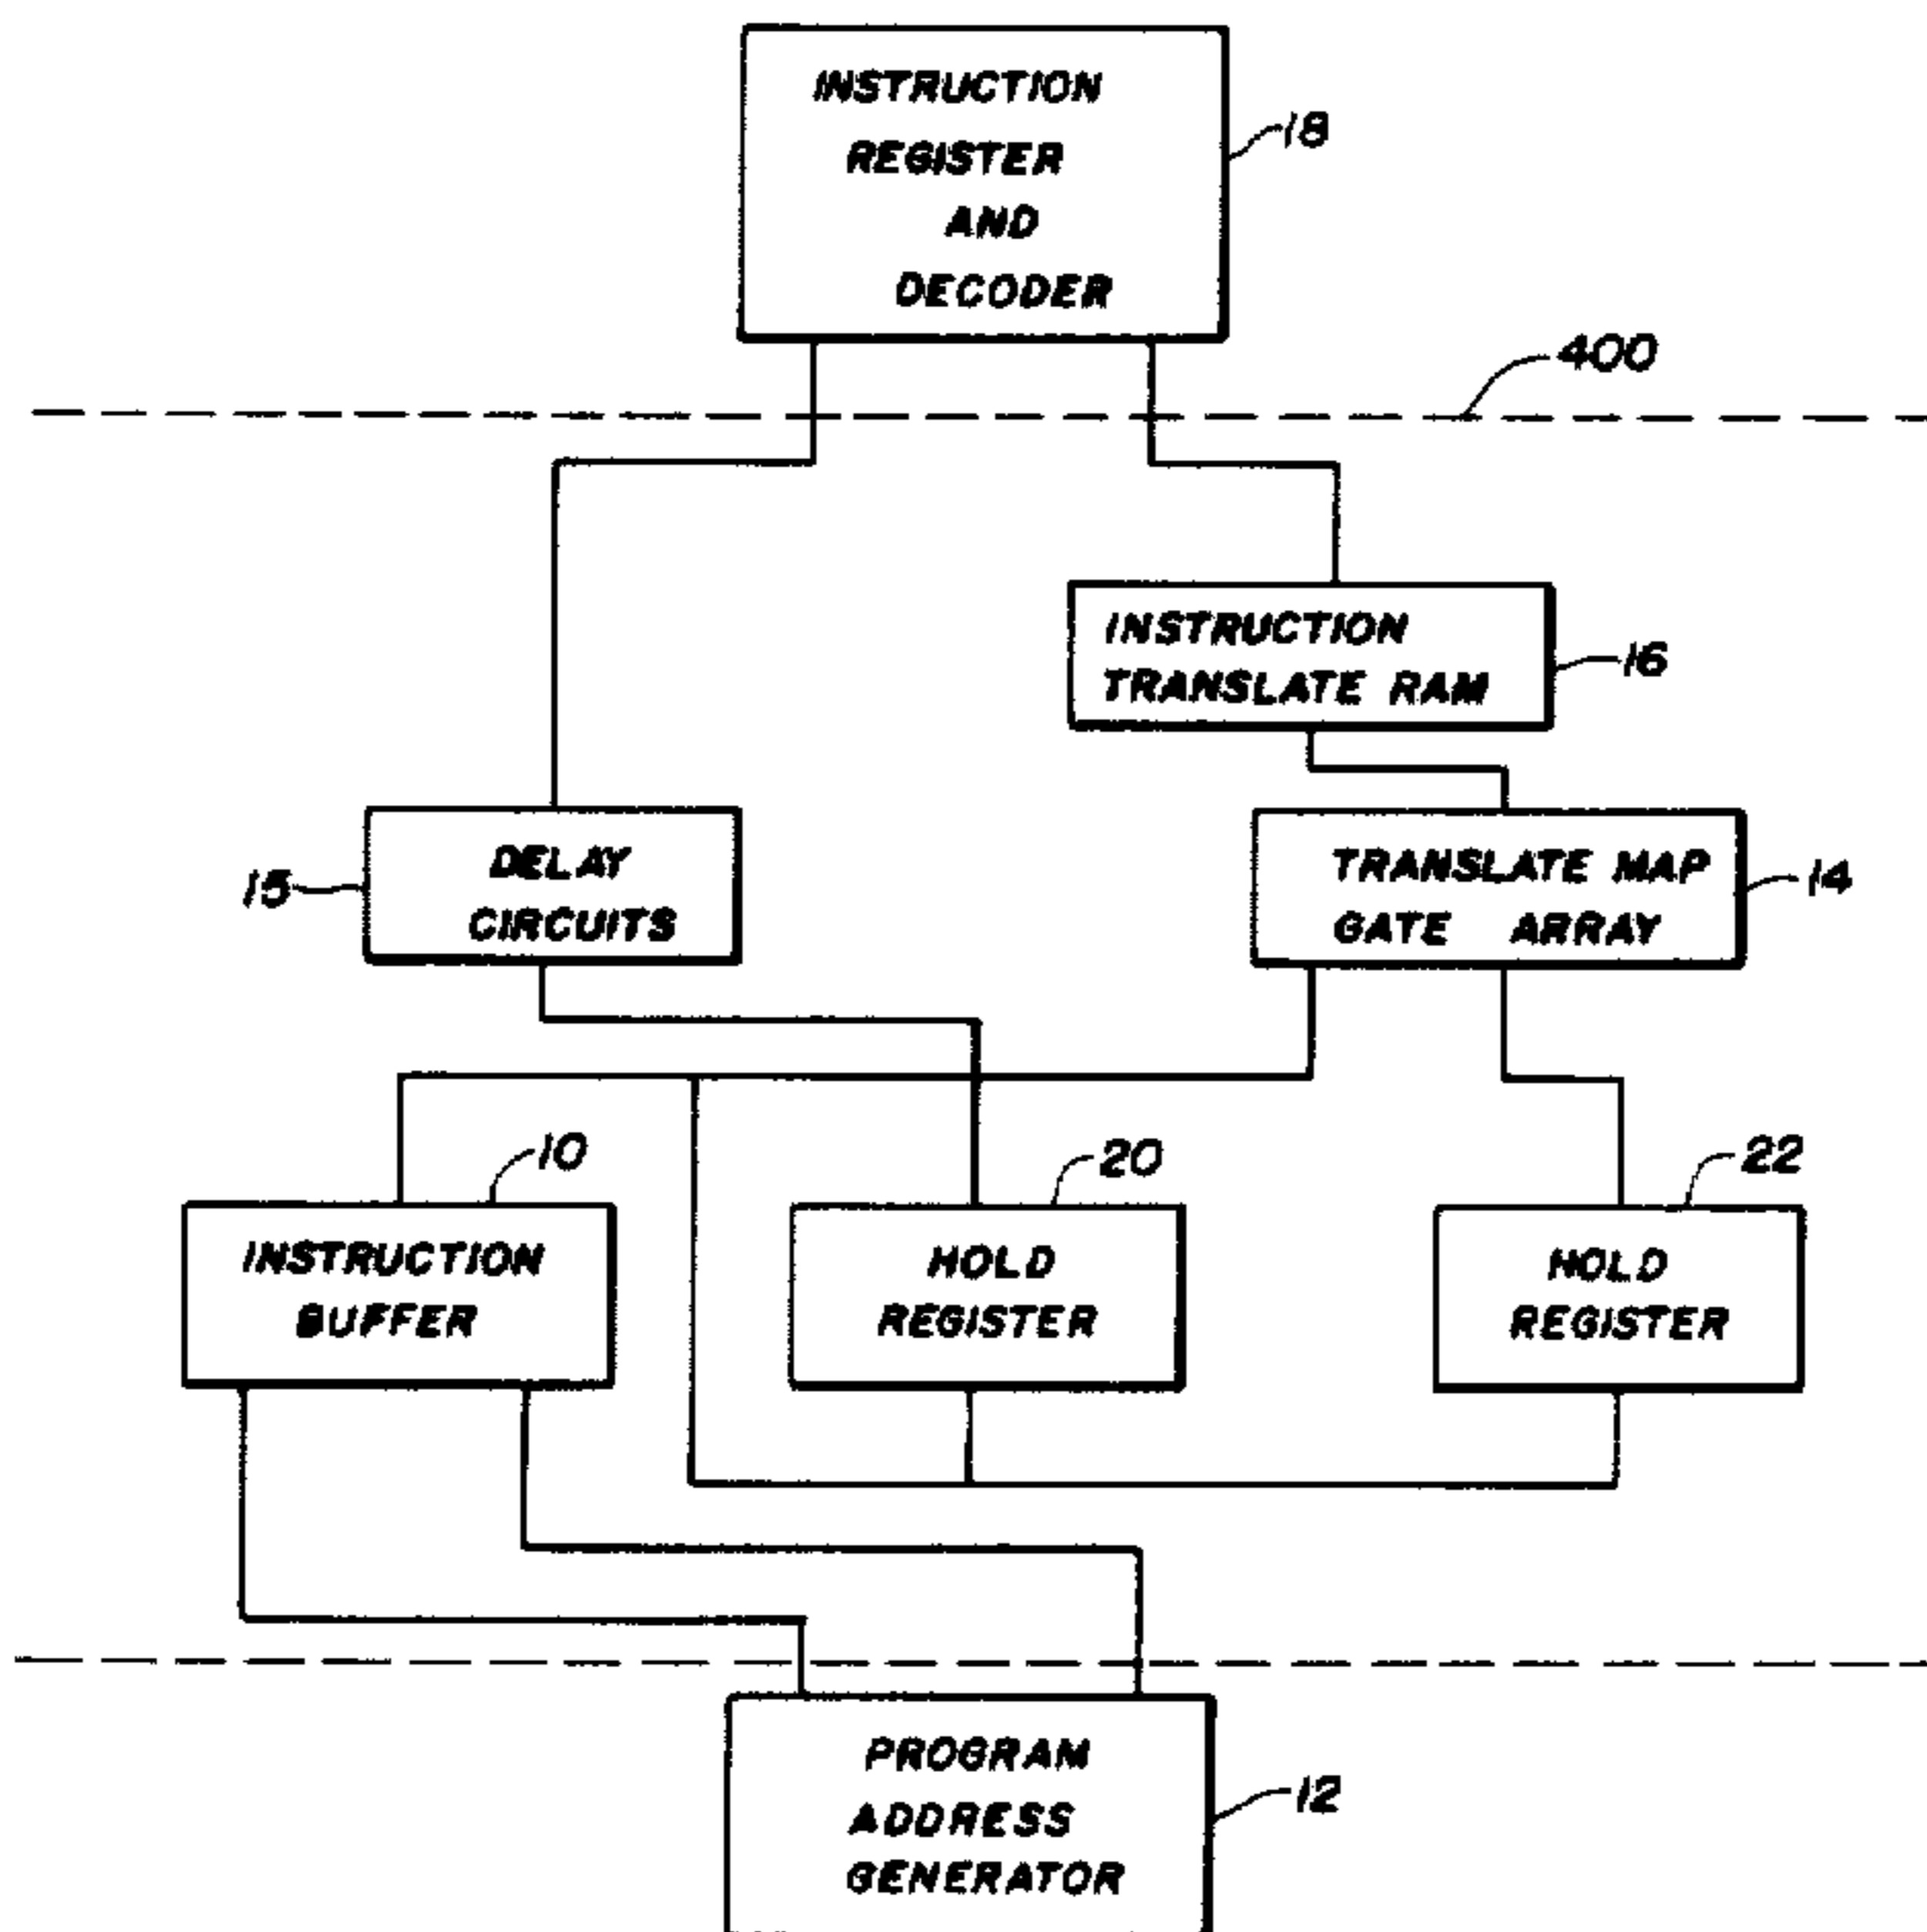 INSTRUCTION
REGISTER
AND
DECODER
18
400
INSTRUCTION
TRANSLATE RAM
16
DELAY
CIRCUITS
15
TRANSLATE MAP
GATE ARRAY
14
10
20
22
INSTRUCTION
BUFFER
HOLD
REGISTER
HOLD
REGISTER
PROGRAM
ADDRESS
GENERATOR
12